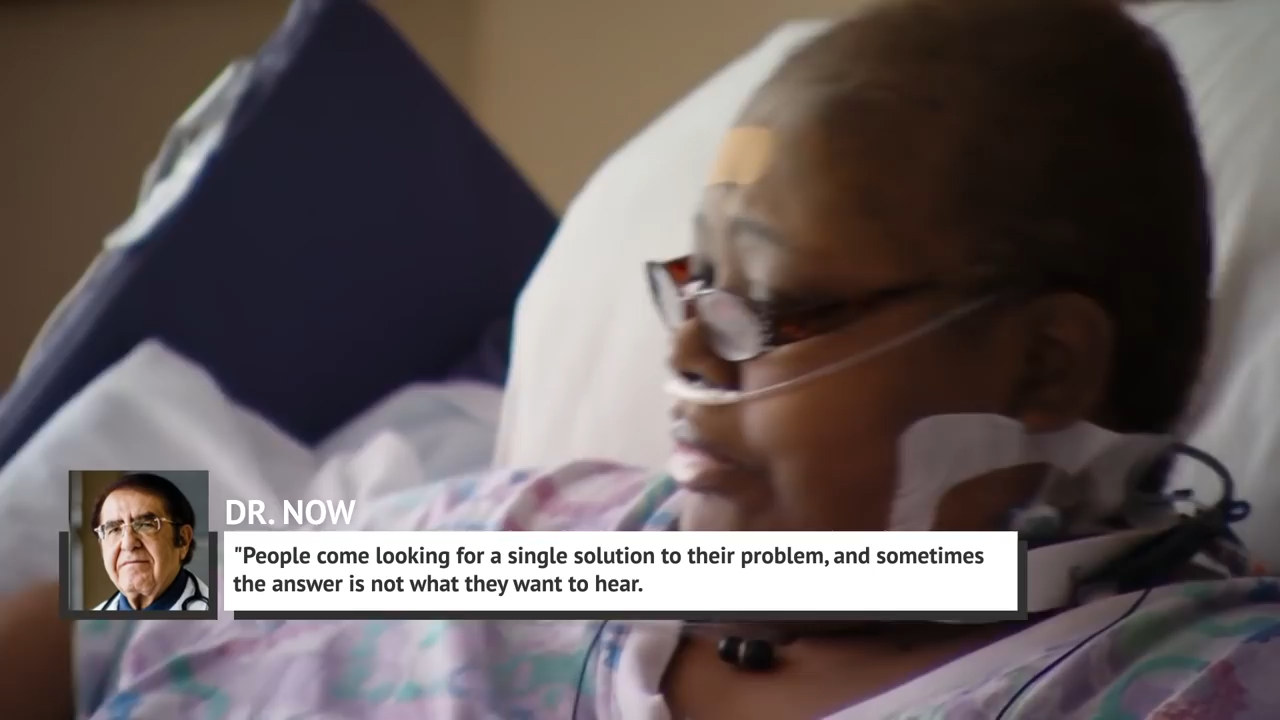 DR. NOW
"People come looking for a single solution to their problem, and sometimes
the answer is not what they want to hear.